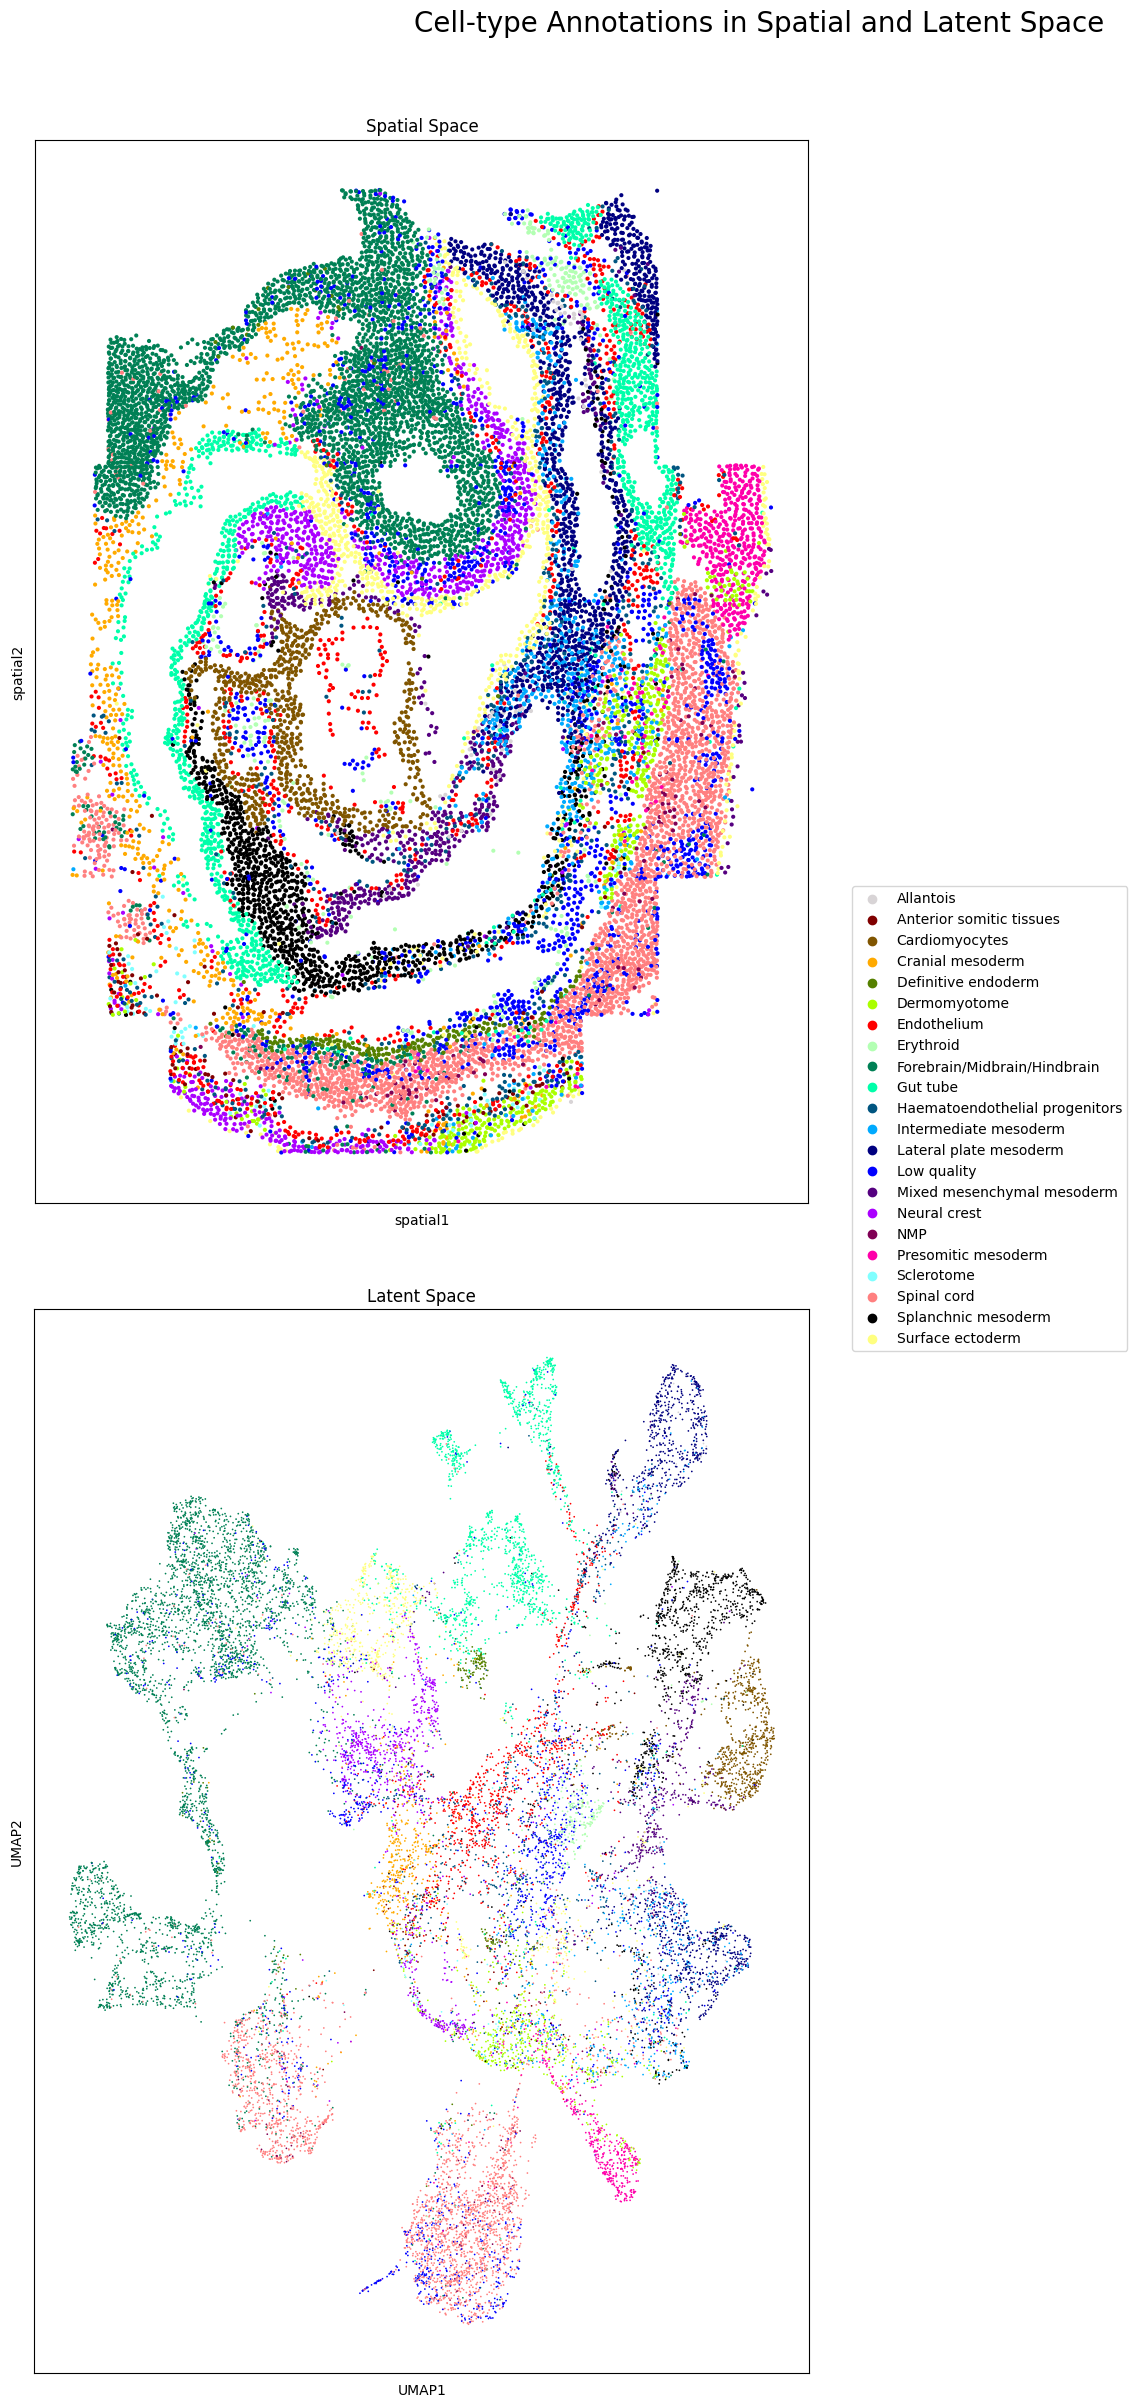 Cell-type Annotations in Spatial and Latent Space
Spatial Space
spatial2
spatial1
Allantois
Anterior somitic tissues
Cardiomyocytes
Cranial mesoderm
Definitive endoderm
Dermomyotome
Endothelium
Erythroid
Forebrain/Midbrain/Hindbrain
Gut tube
Haematoendothelial progenitors
Intermediate mesoderm
Lateral plate mesoderm
Low quality
Mixed mesenchymal mesoderm
Neural crest
NMP
Presomitic mesoderm
Sclerotome
Spinal cord
Splanchnic mesoderm
Surface ectoderm
Latent Space
UMAP2
UMAP1